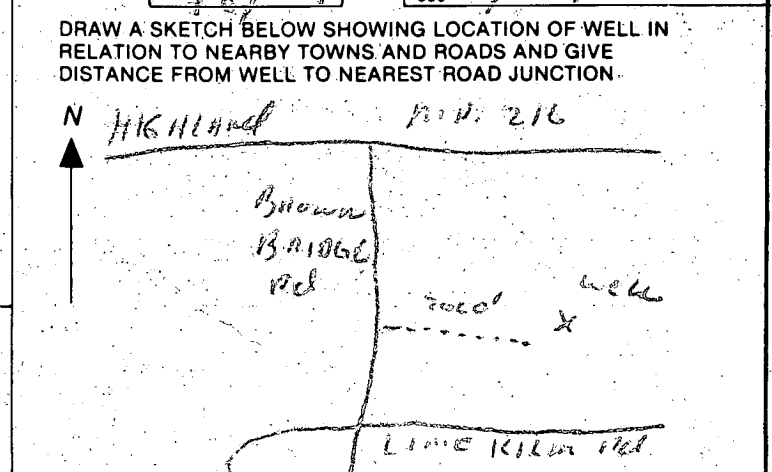 DRAW A SKETCH BELOW SHOWING LOCATION OF WELL IN
RELATION TO NEARBY TOWNS AND ROADS AND GIVE
DISTANCE FROM WELL TO NEAREST ROAD JUNCTION
N
HIGHLAND 216
Brown
BRIDGE
Rd
well
x
LIME KILN Rd